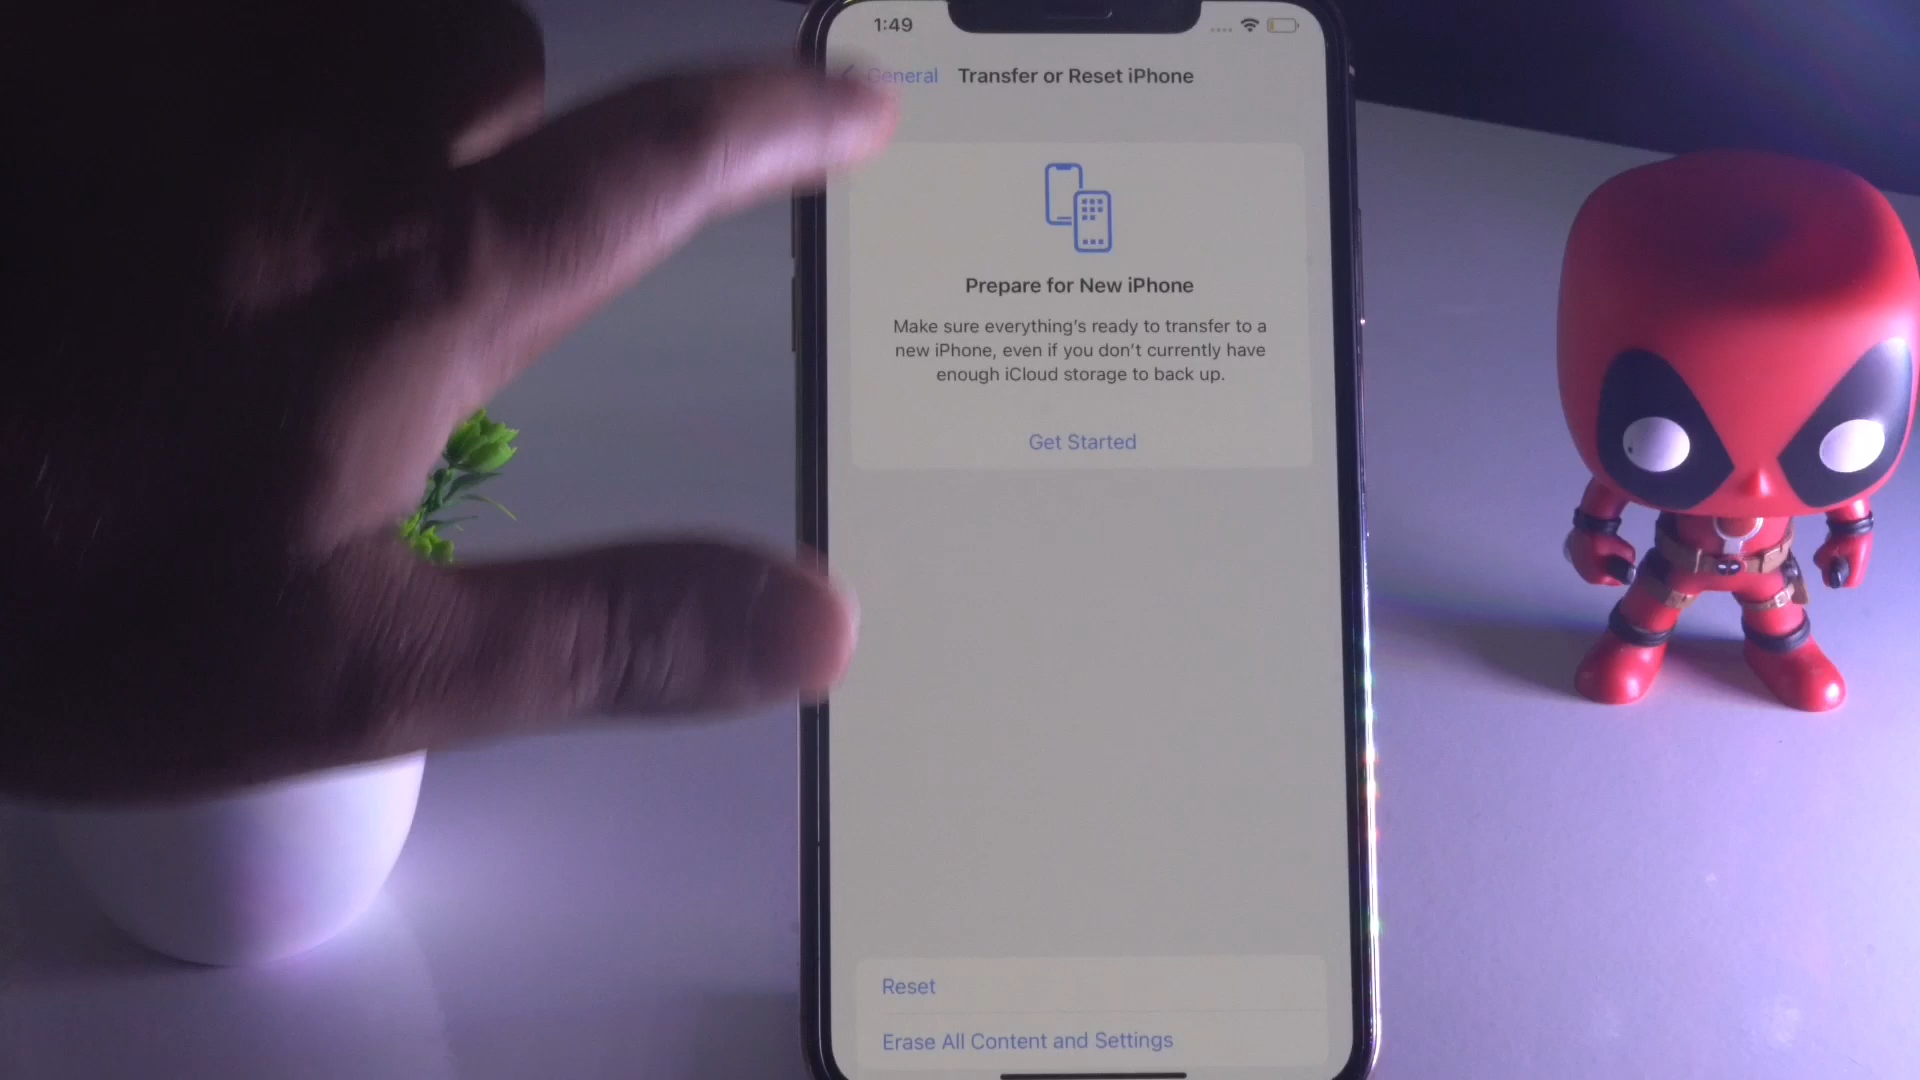 1:49
General Transfer or Reset iPhone
Prepare for New iPhone
Make sure everything's ready to transfer to a
new iPhone, even if you don't currently have
enough iCloud storage to back up.
Get Started
Reset
Erase All Content and Settings